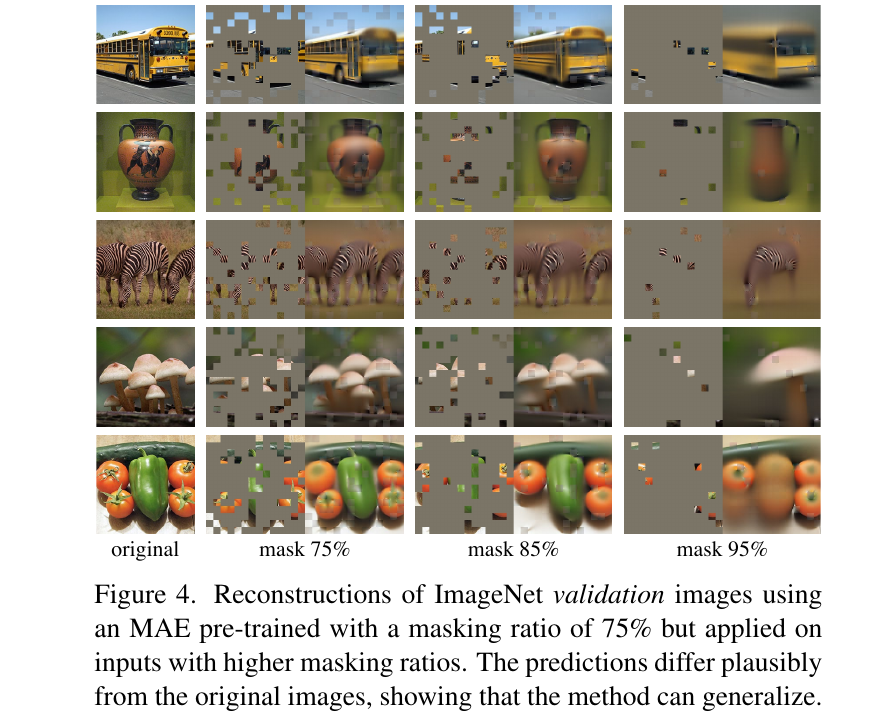 original
mask 75%
mask 85%
mask 95%
Figure 4. Reconstructions of ImageNet validation images using
an MAE pre-trained with a masking ratio of 75% but applied on
inputs with higher masking ratios. The predictions differ plausibly
from the original images, showing that the method can generalize.